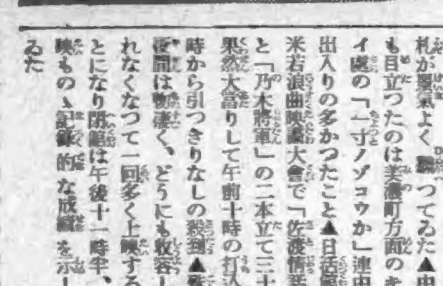 札が景氣よく つてゐた▲中
も目立つたのは美濃町方面のキ
イ處の「一寸ノゾコウか」連中
出入りの多かつたこと▲日活館
米若浪曲映畫大會で「佐渡情話
と「乃木將軍」の二本立て三十
果然大當りして午前十時の打込
時から引つきりなしの殺到▲殊
夜間は物凄く、どうにも收容し
れなくなつて一回多く上映する
とになり閉館は午後十一時半、
映もの、記錄的な成績を示し
ゐた